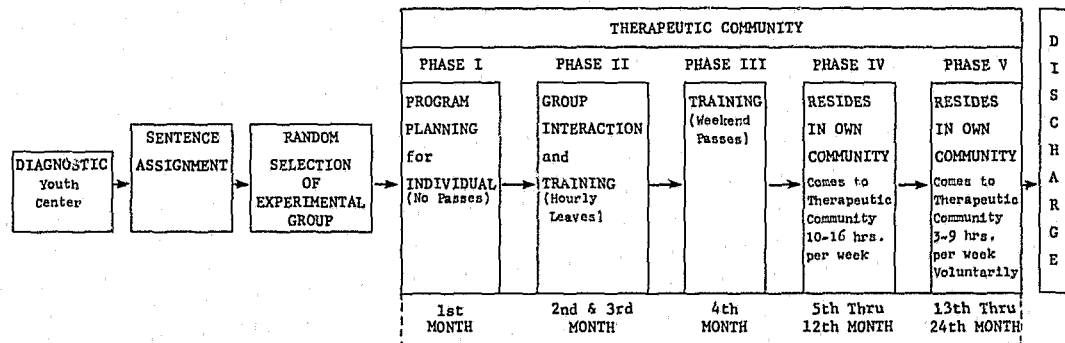 THERAPEUTIC COMMUNITY
DIAGNOSTIC
Youth
Center
SENTENCE
ASSIGNMENT
RANDOM
SELECTION
OF
EXPERIMENTAL
GROUP
PHASE I
PROGRAM
PLANNING
for
INDIVIDUAL
(No Passes)
1st
MONTH
PHASE II
GROUP
INTERACTION
and
TRAINING
(Hourly
Leaves)
2nd & 3rd
MONTH
PHASE III
TRAINING
(Weekend
Passes)
4th
MONTH
PHASE IV
RESIDES
IN OWN
COMMUNITY
Comes to
Therapeutic
Community
10-16 hrs.
per week
5th Thru
12th MONTH
PHASE V
RESIDES
IN OWN
COMMUNITY
Comes to
Therapeutic
Community
3-9 hrs.
per week
Voluntarily
13th Thru
24th MONTH
D
I
S
C
H
A
R
G
E